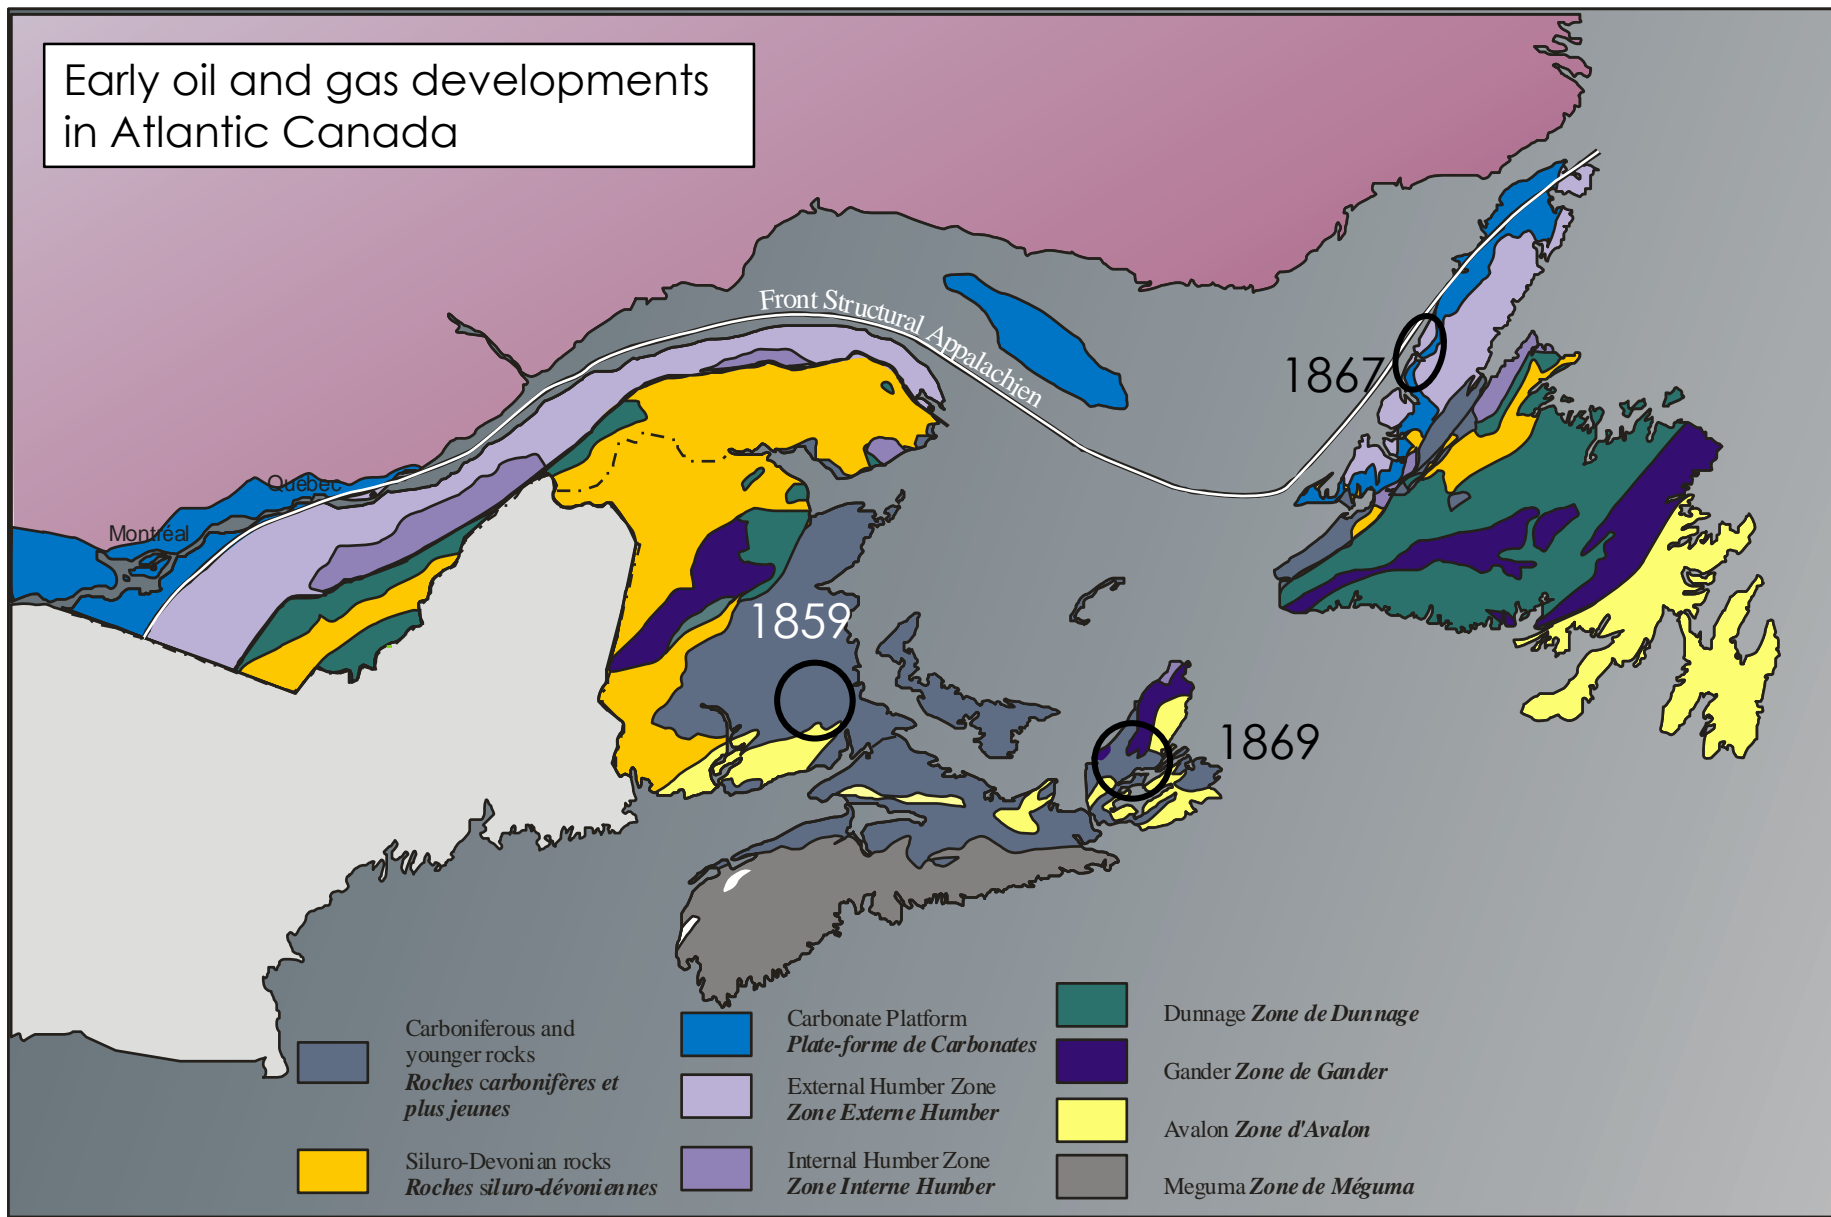 Early oil and gas developments
in Atlantic Canada
Front Structural Appalachien
1867
Québec
Montréal
1859
1869
Carboniferous and
younger rocks
Roches carbonifères et
plus jeunes
Siluro-Devonian rocks
Roches siluro-dévoniennes
Carbonate Platform
Plate-forme de Carbonates
External Humber Zone
Zone Externe Humber
Internal Humber Zone
Zone Interne Humber
Dunnage Zone de Dunnage
Gander Zone de Gander
Avalon Zone d'Avalon
Meguma Zone de Méguma